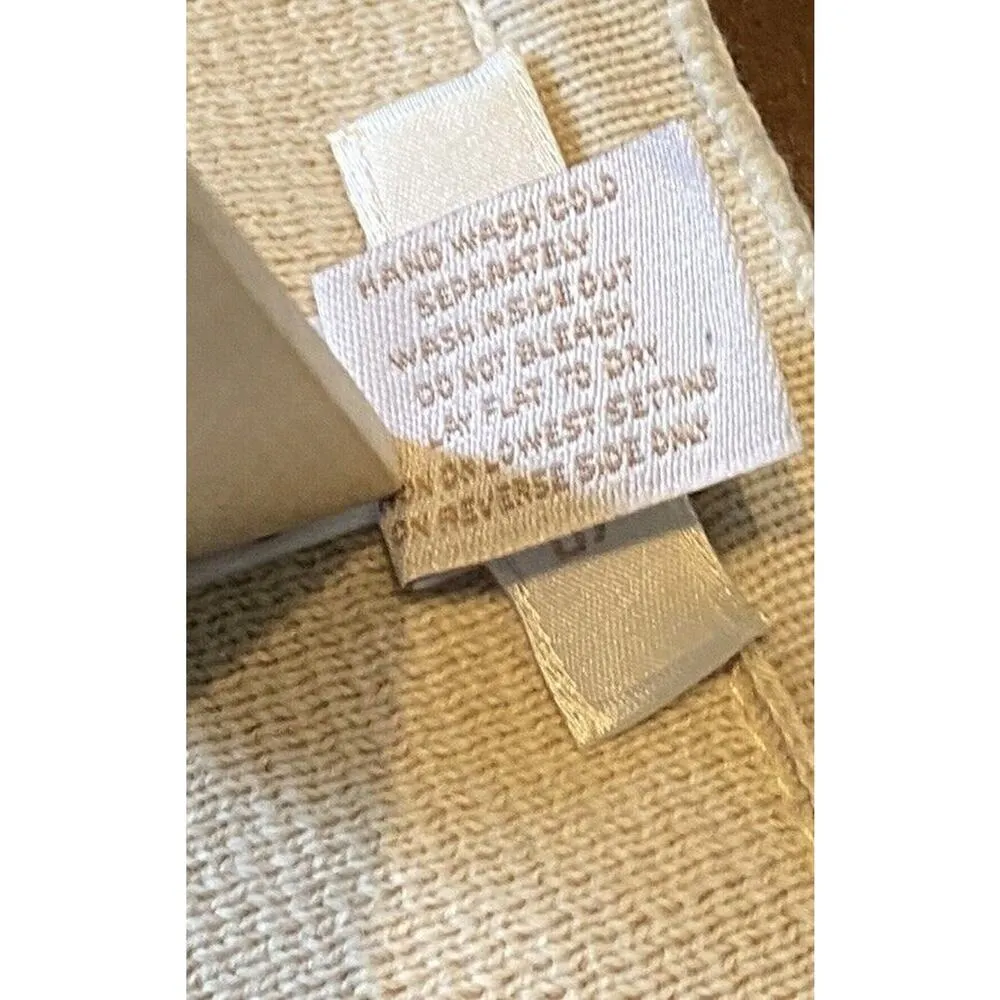 HAND WASH COLD
SEPARATELY
WASH INSIDE OUT
DO NOT BLEACH
LAY FLAT TO DRY
ON LOWEST SETTING
ON REVERSE SIDE ONLY